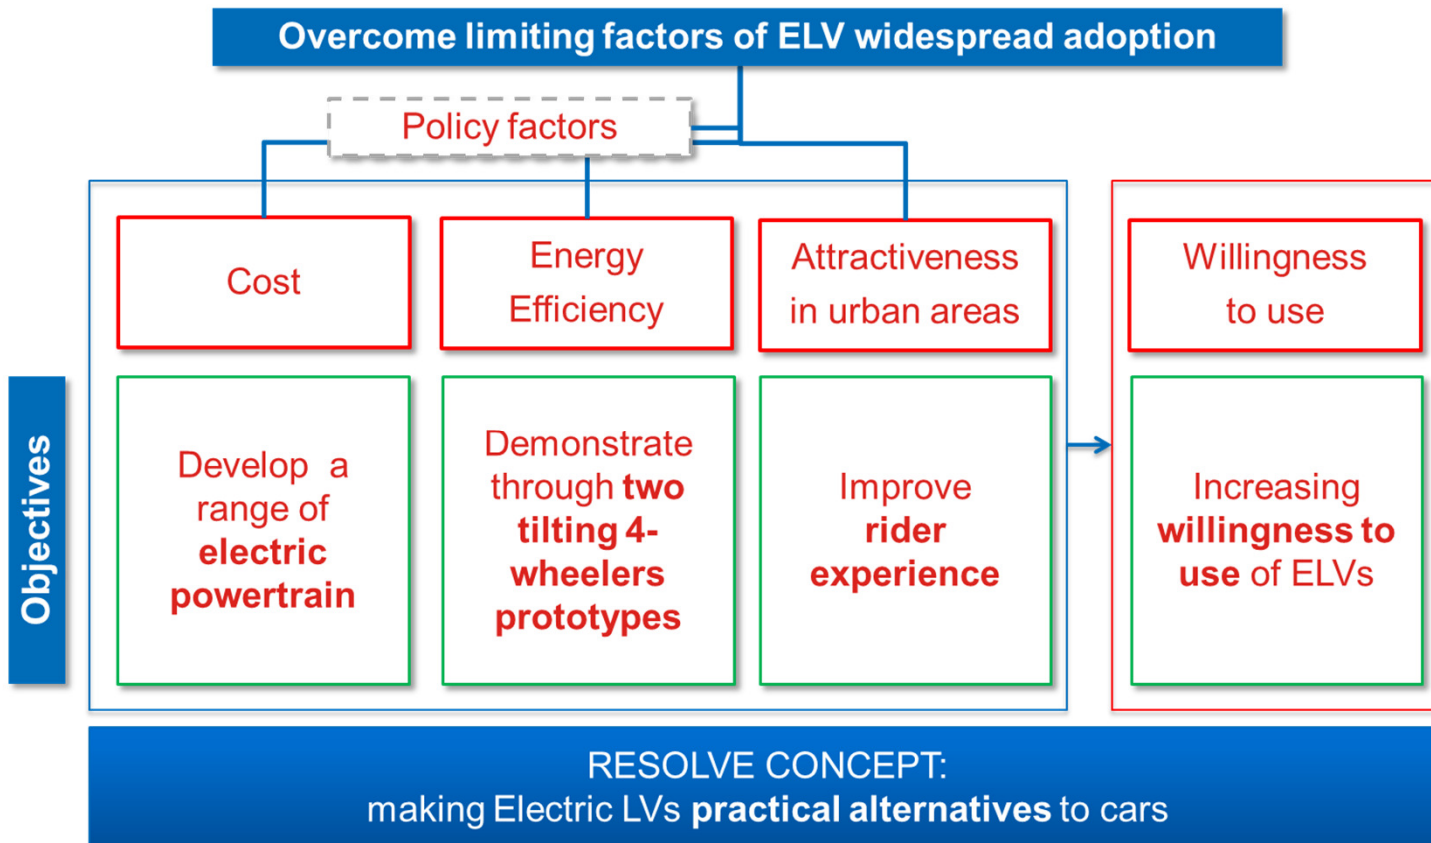 Overcome limiting factors of ELV widespread adoption
Policy factors
Cost
Energy
Efficiency
Attractiveness
in urban areas
Willingness
to use
Objectives
Develop a
range of
electric
powertrain
Demonstrate
through two
tilting 4-
wheelers
prototypes
Improve
rider
experience
Increasing
willingness to
use of ELVs
RESOLVE CONCEPT:
making Electric LVs practical alternatives to cars